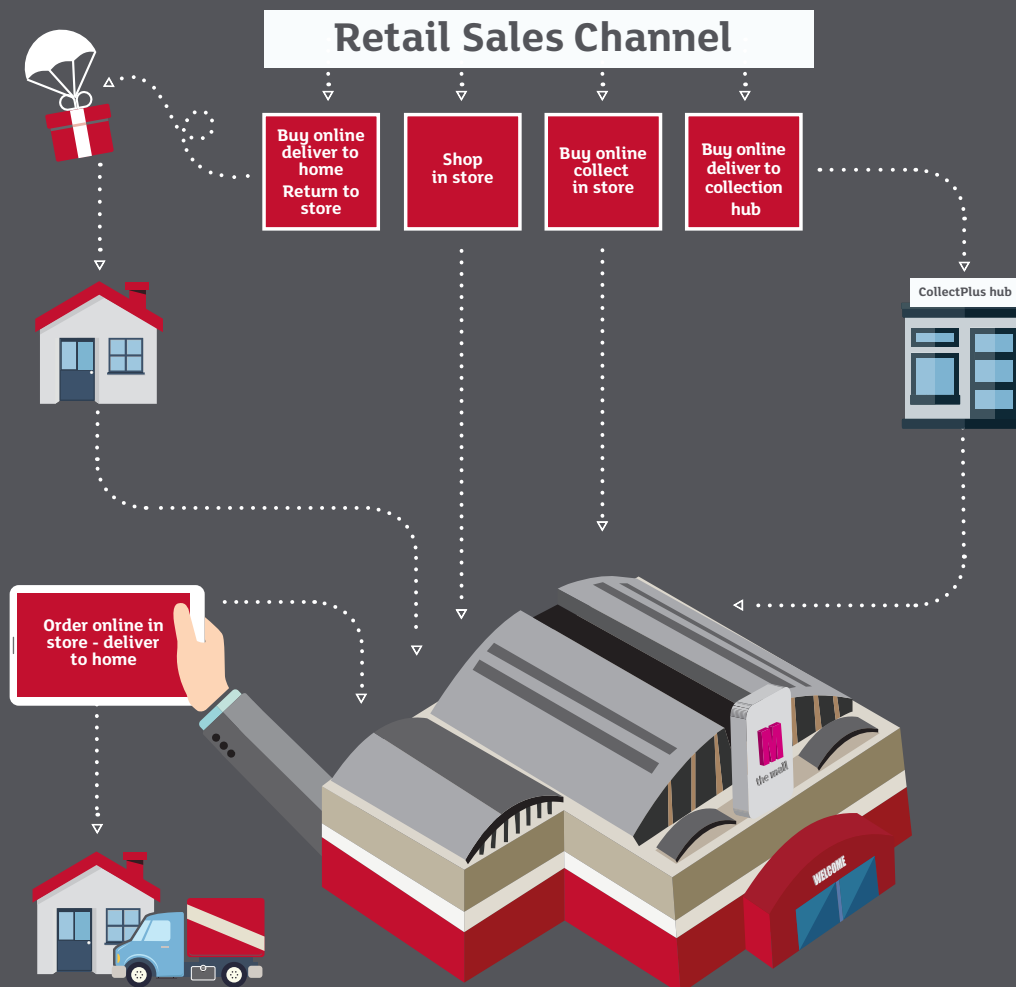 Retail Sales Channel
Buy online
deliver to
home
Return to
store
Shop
in store
Buy online
collect
in store
Buy online
deliver to
collection
hub
CollectPlus hub
Order online in
store - deliver
to home
M
the mall
WELCOME